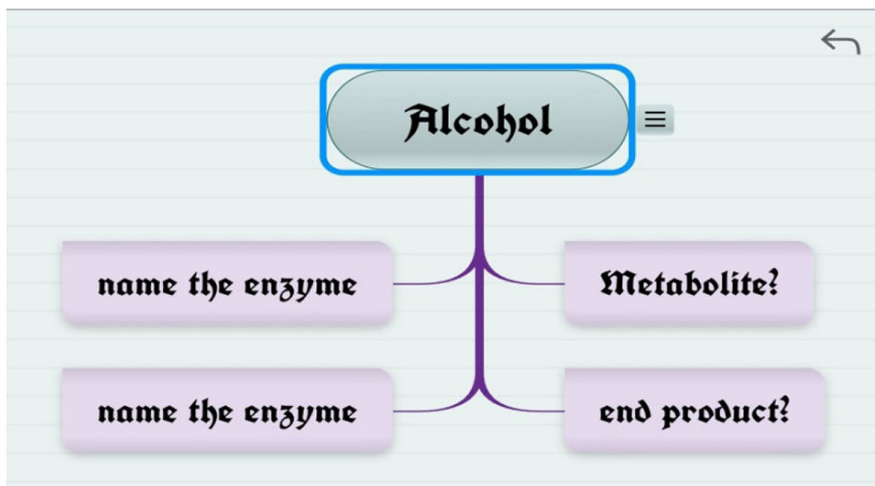 Alcohol
name the enzyme
Metabolite?
name the enzyme
end product?